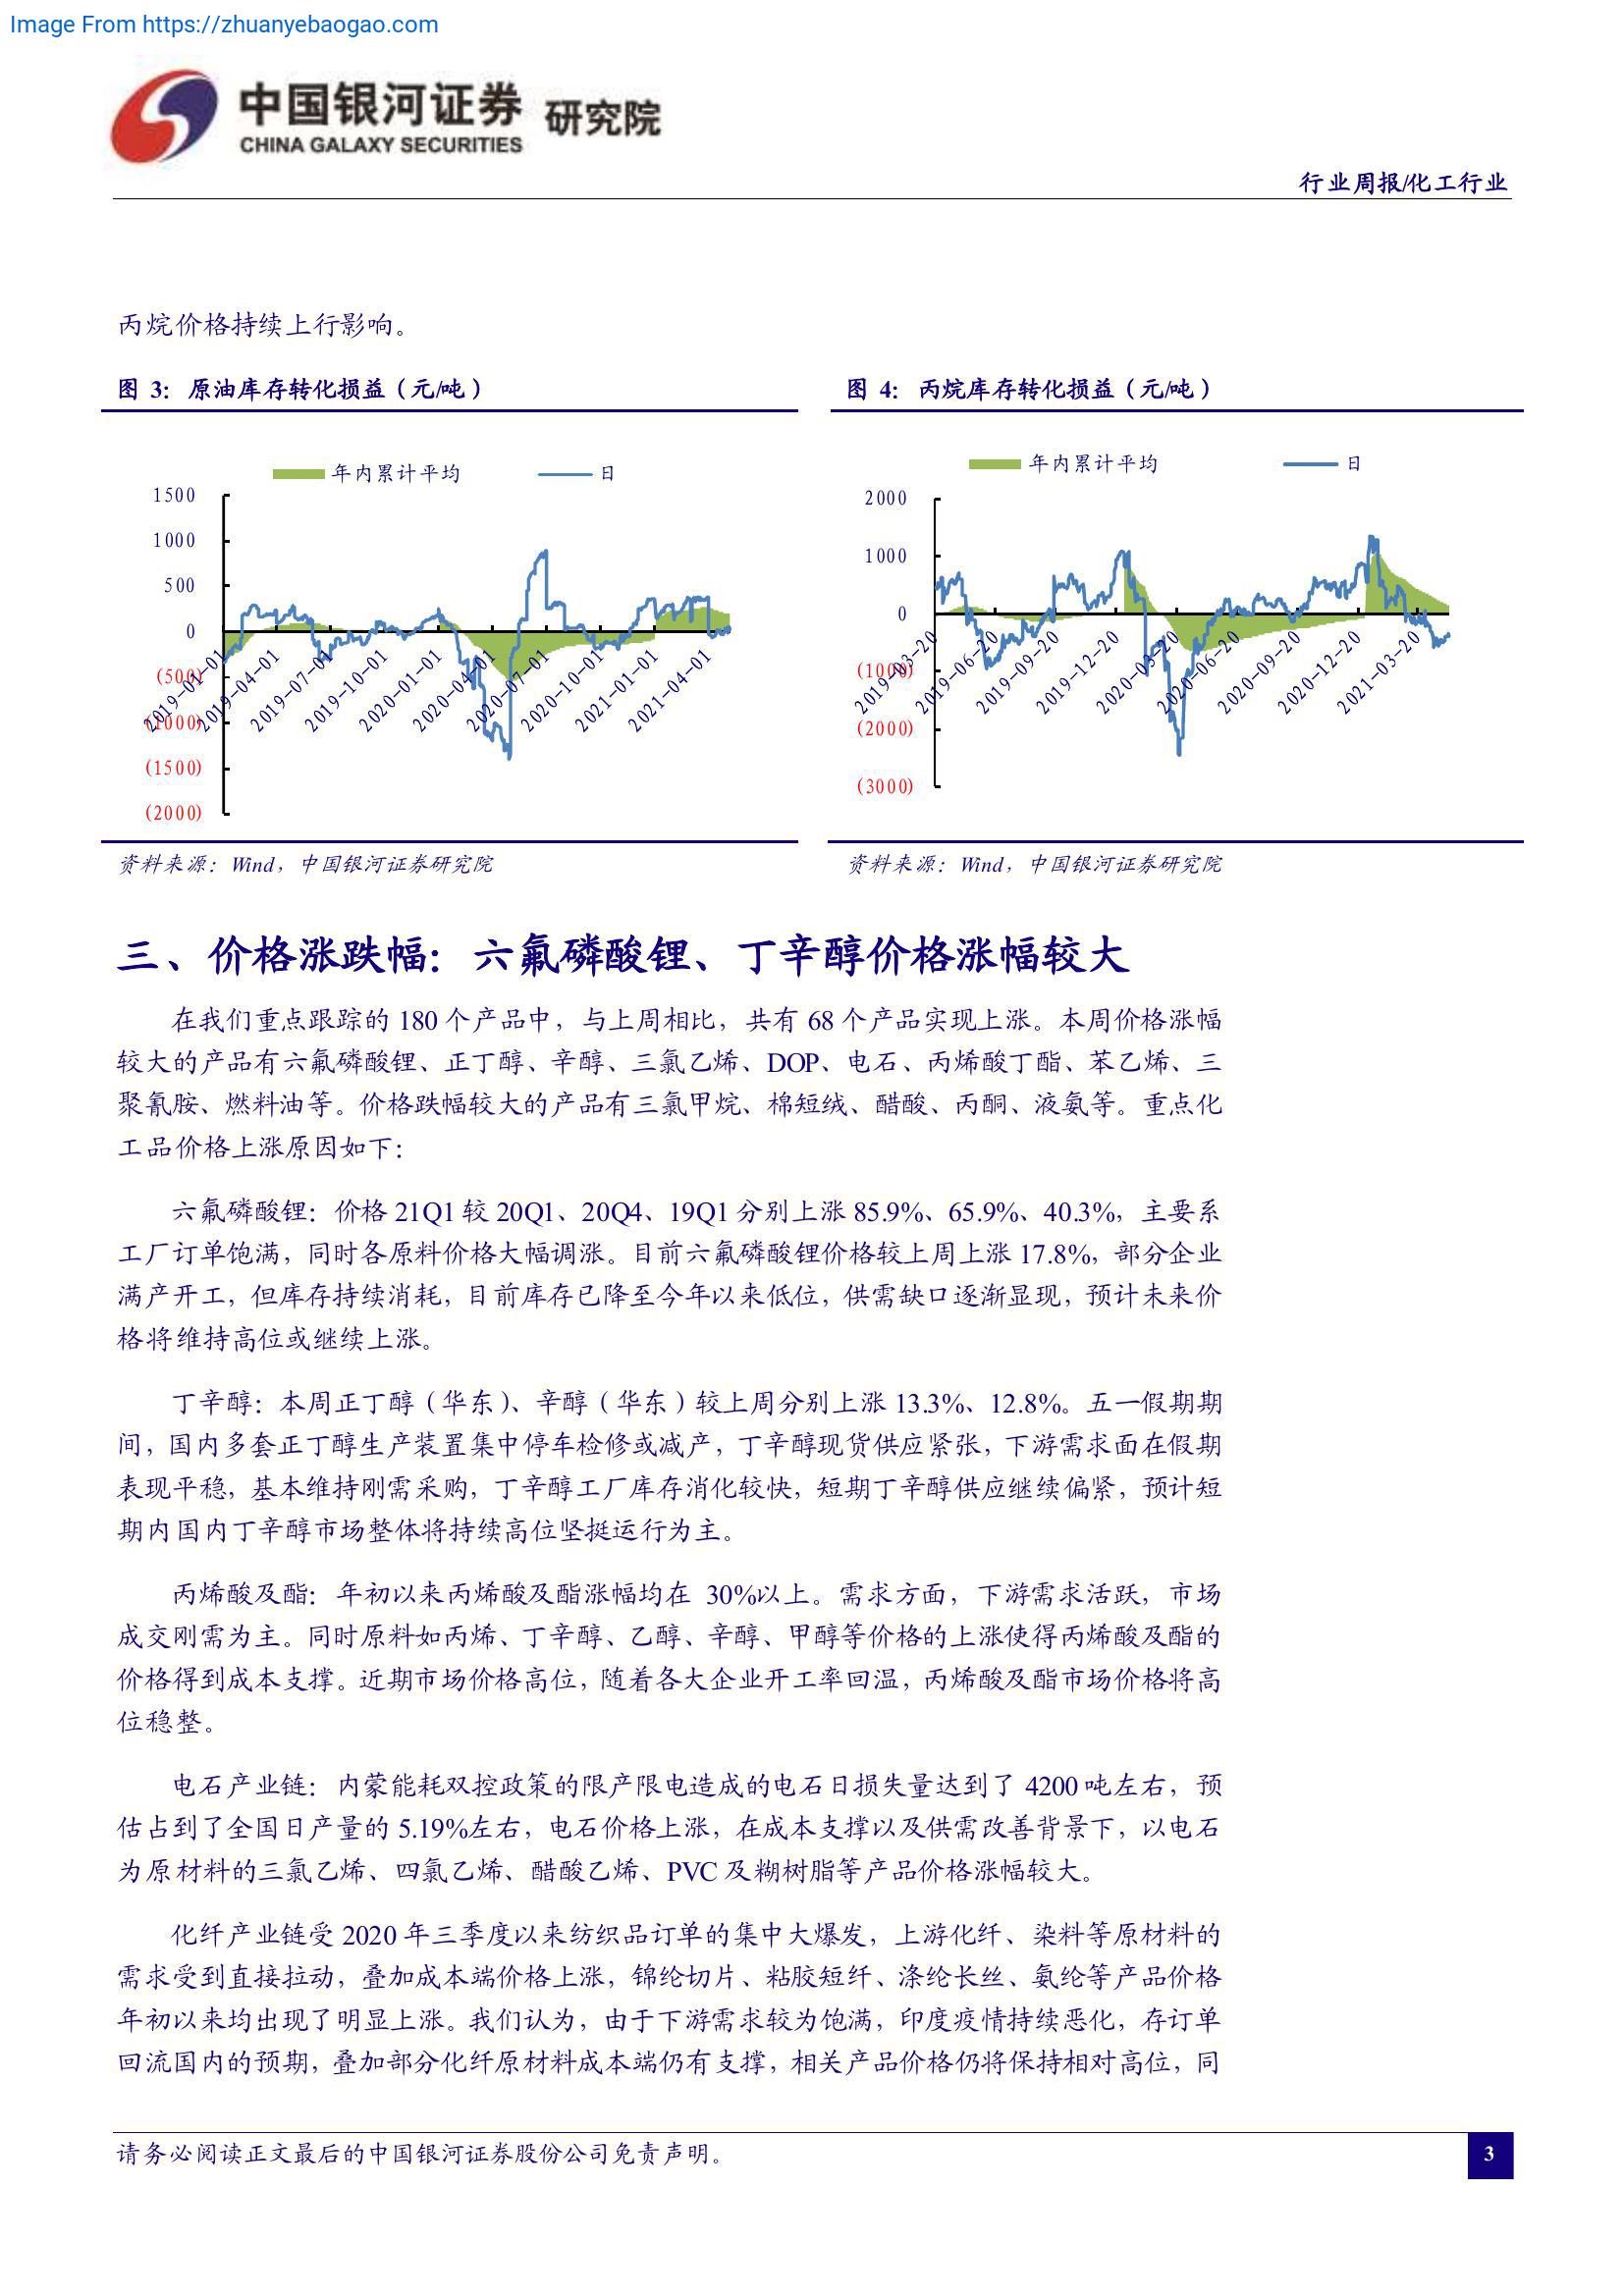 Image From https://zhuanyebaogao.com
中国银河证券 研究院
CHINA GALAXY SECURITIES
行业周报/化工行业
丙烷价格持续上行影响。
图 3：原油库存转化损益（元/吨）
年内累计平均 日
1500
1000
500
0
(500)
(1000)
(1500)
(2000)
2019-01-01
2019-04-01
2019-07-01
2019-10-01
2020-01-01
2020-04-01
2020-07-01
2020-10-01
2021-01-01
2021-04-01
资料来源：Wind，中国银河证券研究院
图 4：丙烷库存转化损益（元/吨）
年内累计平均 日
2000
1000
0
(1000)
(2000)
(3000)
2019-03-20
2019-06-20
2019-09-20
2019-12-20
2020-03-20
2020-06-20
2020-09-20
2020-12-20
2021-03-20
资料来源：Wind，中国银河证券研究院
三、价格涨跌幅：六氟磷酸锂、丁辛醇价格涨幅较大
在我们重点跟踪的 180 个产品中，与上周相比，共有 68 个产品实现上涨。本周价格涨幅
较大的产品有六氟磷酸锂、正丁醇、辛醇、三氯乙烯、DOP、电石、丙烯酸丁酯、苯乙烯、三
聚氰胺、燃料油等。价格跌幅较大的产品有三氯甲烷、棉短绒、醋酸、丙酮、液氨等。重点化
工品价格上涨原因如下：
六氟磷酸锂：价格 21Q1 较 20Q1、20Q4、19Q1 分别上涨 85.9%、65.9%、40.3%，主要系
工厂订单饱满，同时各原料价格大幅调涨。目前六氟磷酸锂价格较上周上涨 17.8%，部分企业
满产开工，但库存持续消耗，目前库存已降至今年以来低位，供需缺口逐渐显现，预计未来价
格将维持高位或继续上涨。
丁辛醇：本周正丁醇（华东）、辛醇（华东）较上周分别上涨 13.3%、12.8%。五一假期期
间，国内多套正丁醇生产装置集中停车检修或减产，丁辛醇现货供应紧张，下游需求面在假期
表现平稳，基本维持刚需采购，丁辛醇工厂库存消化较快，短期丁辛醇供应继续偏紧，预计短
期内国内丁辛醇市场整体将持续高位坚挺运行为主。
丙烯酸及酯：年初以来丙烯酸及酯涨幅均在 30%以上。需求方面，下游需求活跃，市场
成交刚需为主。同时原料如丙烯、丁辛醇、乙醇、辛醇、甲醇等价格的上涨使得丙烯酸及酯的
价格得到成本支撑。近期市场价格高位，随着各大企业开工率回温，丙烯酸及酯市场价格将高
位稳整。
电石产业链：内蒙能耗双控政策的限产限电造成的电石日损失量达到了 4200 吨左右，预
估占到了全国日产量的 5.19%左右，电石价格上涨，在成本支撑以及供需改善背景下，以电石
为原材料的三氯乙烯、四氯乙烯、醋酸乙烯、PVC 及糊树脂等产品价格涨幅较大。
化纤产业链受 2020 年三季度以来纺织品订单的集中大爆发，上游化纤、染料等原材料的
需求受到直接拉动，叠加成本端价格上涨，锦纶切片、粘胶短纤、涤纶长丝、氨纶等产品价格
年初以来均出现了明显上涨。我们认为，由于下游需求较为饱满，印度疫情持续恶化，存订单
回流国内的预期，叠加部分化纤原材料成本端仍有支撑，相关产品价格仍将保持相对高位，同
请务必阅读正文最后的中国银河证券股份公司免责声明。
3